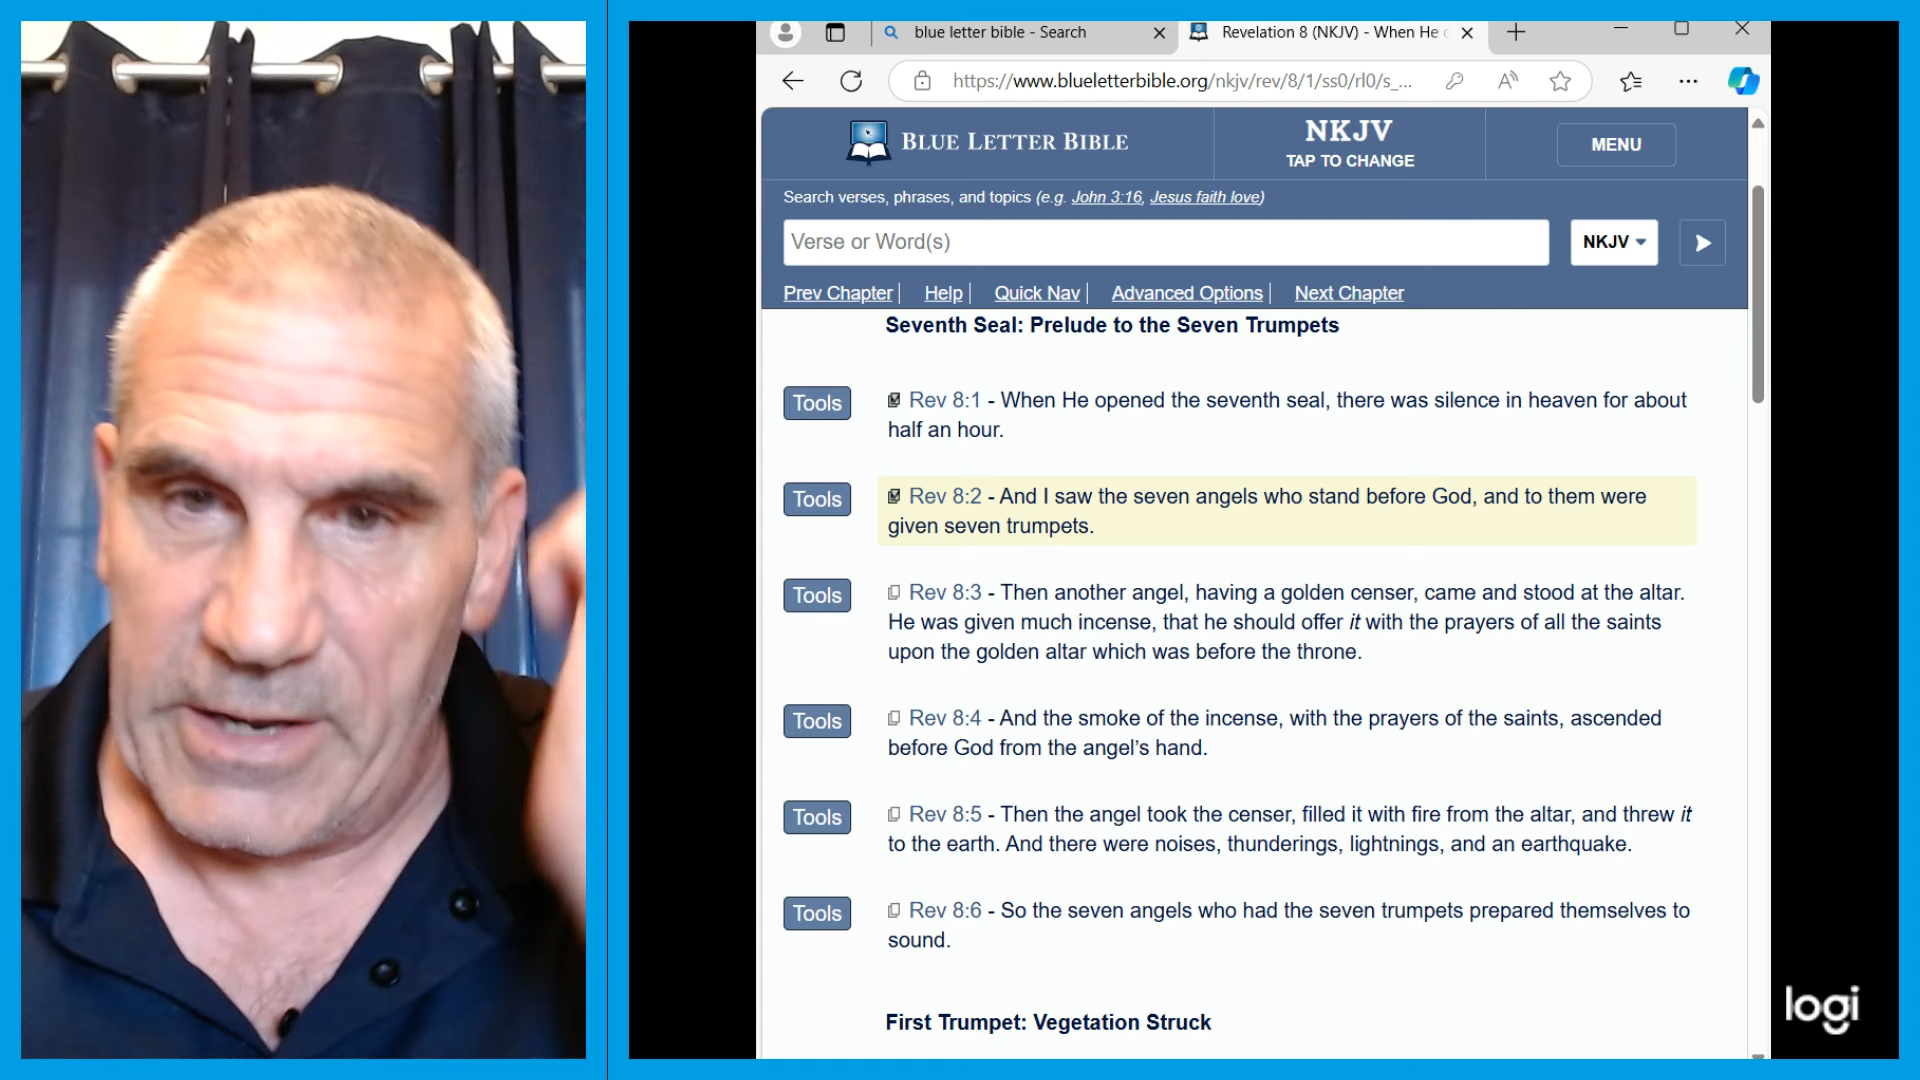 blue letter bible - Search
Revelation 8 (NKJV) - When He
https://www.blueletterbible.org/nkjv/rev/8/1/ss0/rl0/s_...
BLUE LETTER BIBLE
NKJV
TAP TO CHANGE
MENU
Search verses, phrases, and topics (e.g. John 3:16, Jesus faith love)
Verse or Word(s)
NKJV
Prev Chapter | Help | Quick Nav | Advanced Options | Next Chapter
Seventh Seal: Prelude to the Seven Trumpets
Tools
Rev 8:1 - When He opened the seventh seal, there was silence in heaven for about
half an hour.
Tools
Rev 8:2 - And I saw the seven angels who stand before God, and to them were
given seven trumpets.
Tools
Rev 8:3 - Then another angel, having a golden censer, came and stood at the altar.
He was given much incense, that he should offer it with the prayers of all the saints
upon the golden altar which was before the throne.
Tools
Rev 8:4 - And the smoke of the incense, with the prayers of the saints, ascended
before God from the angel's hand.
Tools
Rev 8:5 - Then the angel took the censer, filled it with fire from the altar, and threw it
to the earth. And there were noises, thunderings, lightnings, and an earthquake.
Tools
Rev 8:6 - So the seven angels who had the seven trumpets prepared themselves to
sound.
First Trumpet: Vegetation Struck
logi